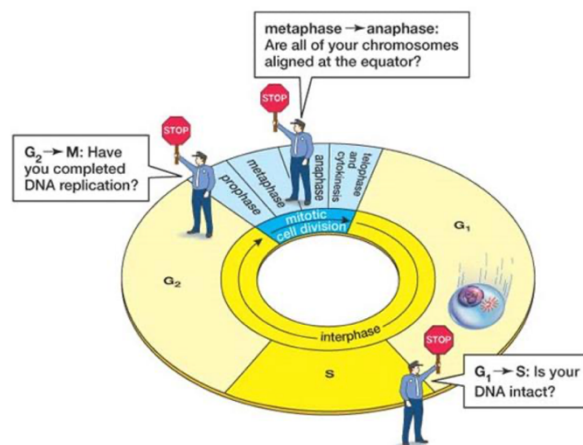 metaphase → anaphase:
Are all of your chromosomes
aligned at the equator?
STOP
STOP
G₂ → M: Have
you completed
DNA replication?
prophase
metaphase
anaphase
telophase
and
cytokinesis
mitotic
cell division
G₁
G₂
interphase
S
STOP
G₁ → S: Is your
DNA intact?